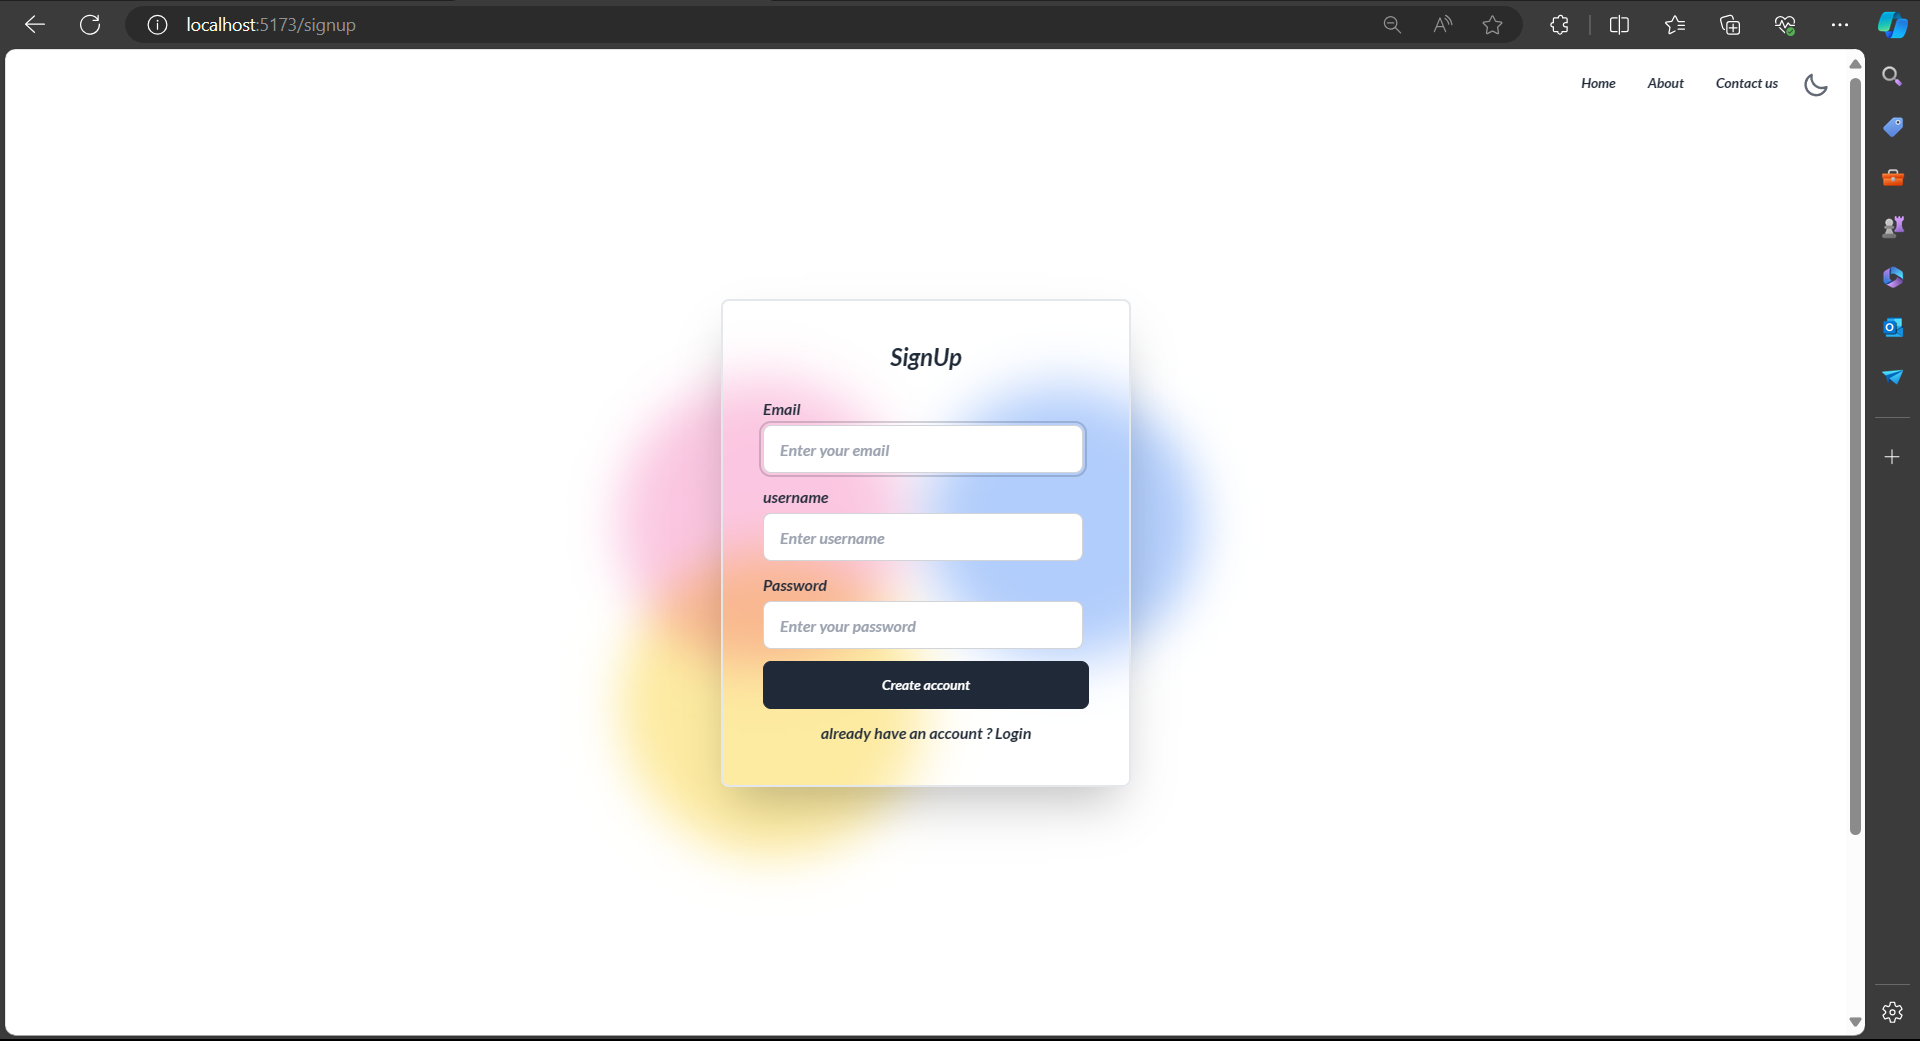 localhost:5173/signup
Home About Contact us
SignUp
Email
Enter your email
username
Enter username
Password
Enter your password
Create account
already have an account ? Login